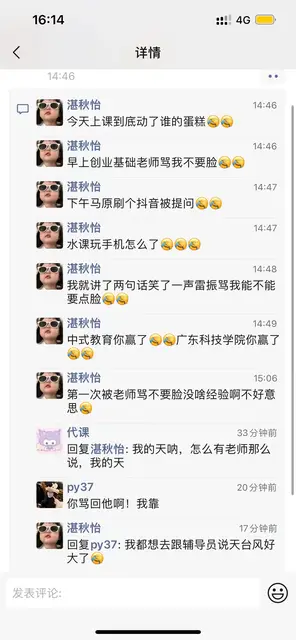 16:14
4G
详情
14:46
湛秋怡
14:46
今天上课到底动了谁的蛋糕
湛秋怡
14:46
早上创业基础老师骂我不要脸
湛秋怡
14:47
下午马原刷个抖音被提问
湛秋怡
14:47
水课玩手机怎么了
湛秋怡
14:48
我就讲了两句话笑了一声雷振骂我能不能
要点脸
湛秋怡
14:49
中式教育你赢了广东科技学院你赢了
湛秋怡
15:06
第一次被老师骂不要脸没啥经验啊不好意
思
代课
33分钟前
回复湛秋怡: 我的天呐，怎么有老师那么
说，我的天
py37
20分钟前
你骂回他啊！我靠
湛秋怡
17分钟前
回复py37: 我都想去跟辅导员说天台风好
大了
发表评论: